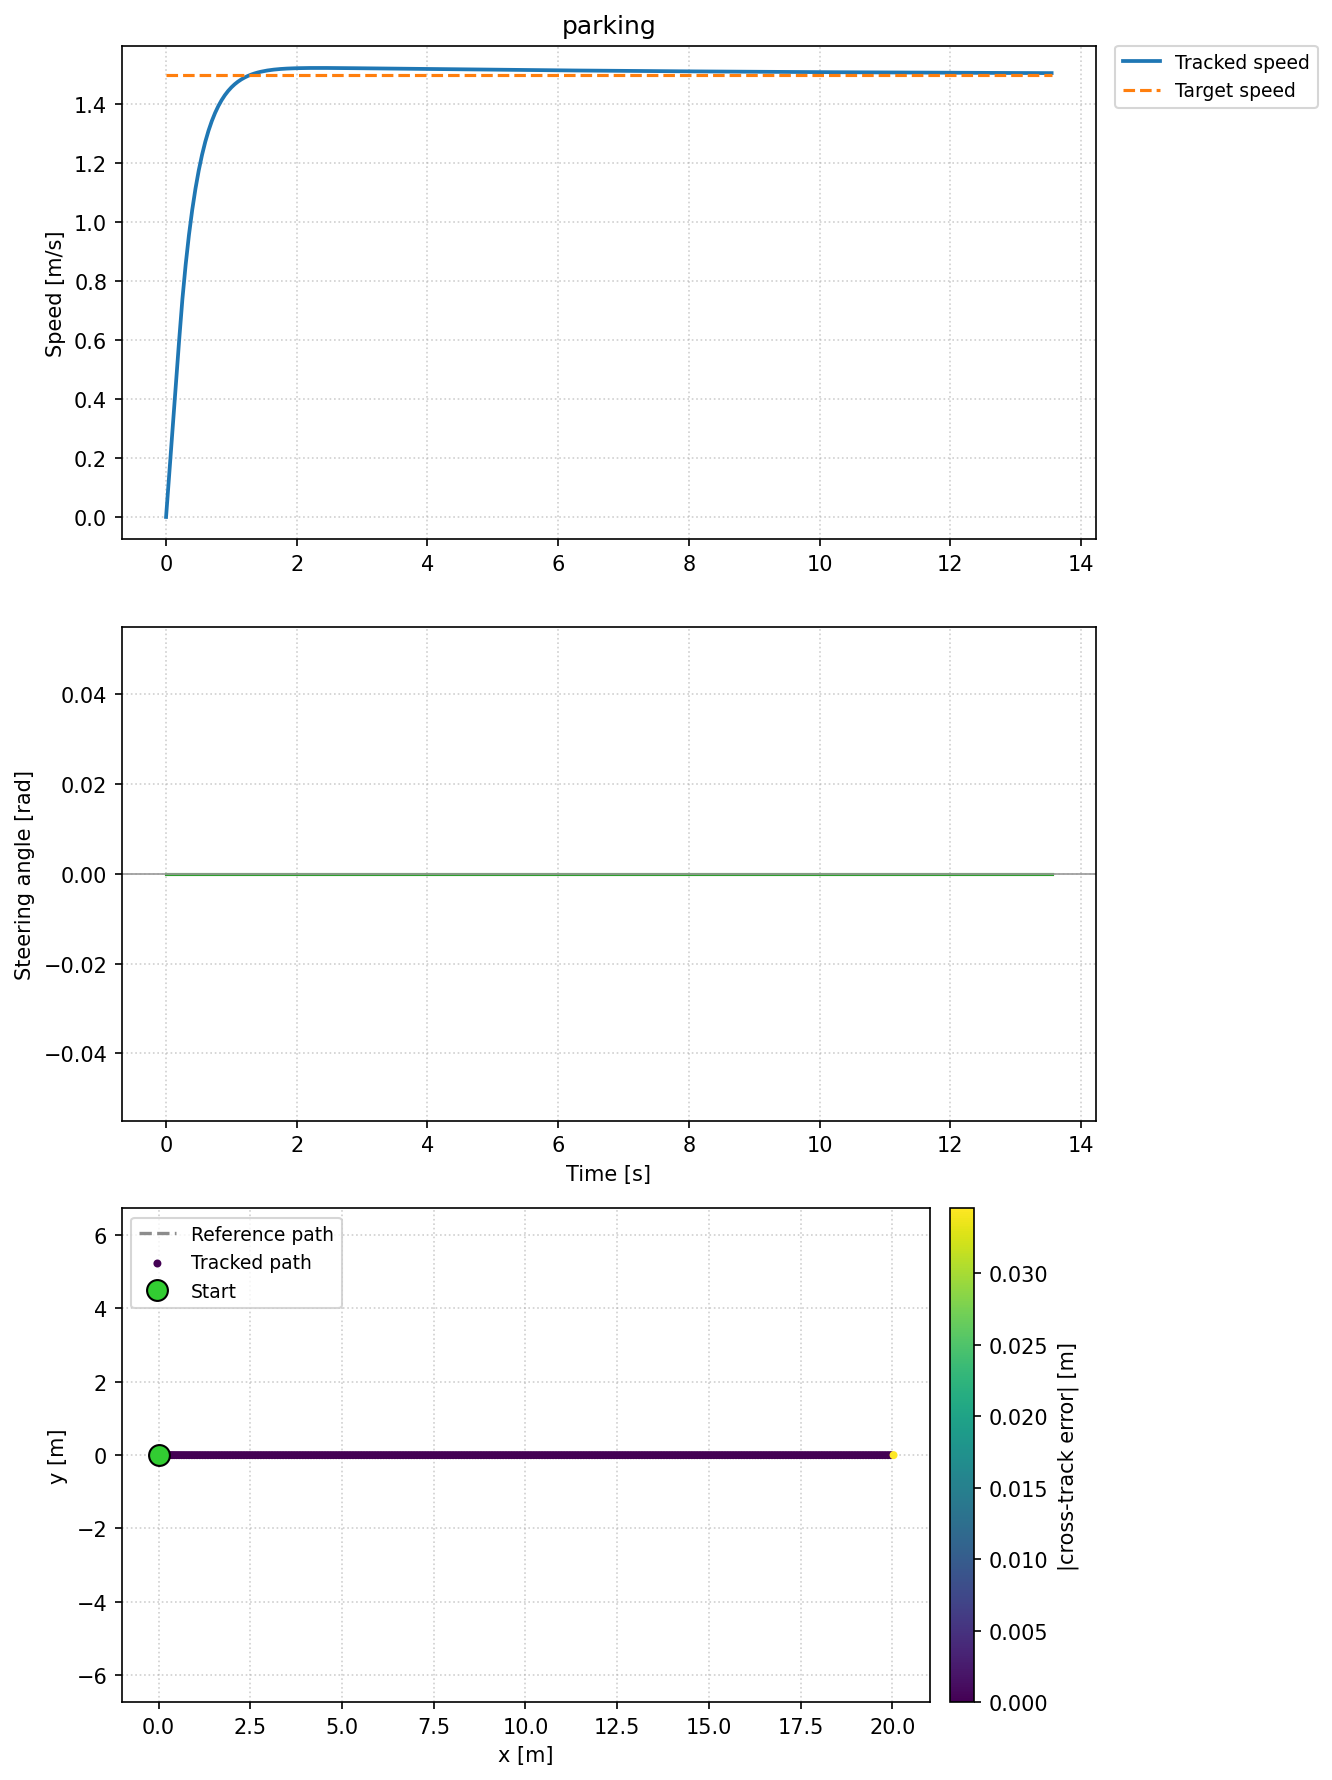 parking
Tracked speed
Target speed
Speed [m/s]
1.4
1.2
1.0
0.8
0.6
0.4
0.2
0.0
0 2 4 6 8 10 12 14
Steering angle [rad]
0.04
0.02
0.00
−0.02
−0.04
0 2 4 6 8 10 12 14
Time [s]
Reference path
Tracked path
Start
y [m]
6
4
2
0
−2
−4
−6
0.0 2.5 5.0 7.5 10.0 12.5 15.0 17.5 20.0
x [m]
0.030
0.025
0.020
0.015
0.010
0.005
0.000
|cross-track error| [m]